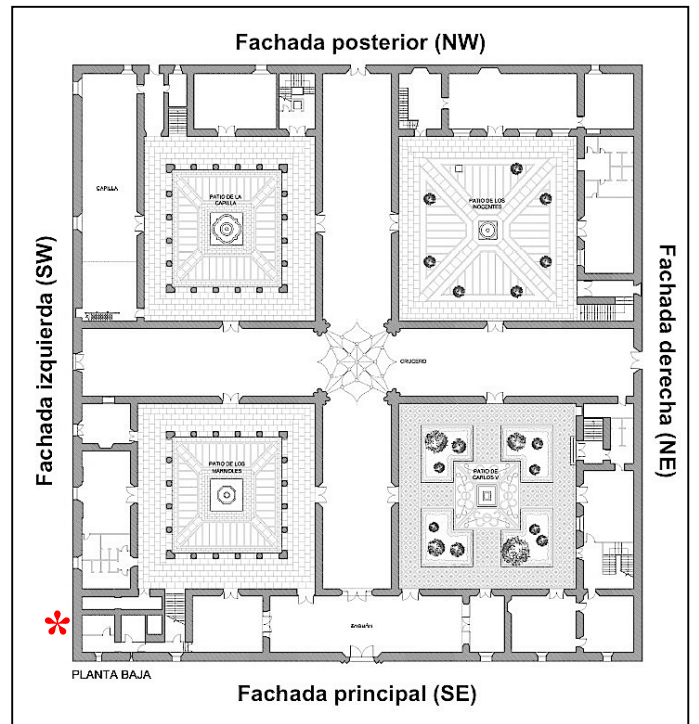 Fachada posterior (NW)
CAPILLA
PATIO DE LA
CAPILLA
PATIO DE LOS
INOCENTES
Fachada izquierda (SW)
Fachada derecha (NE)
CRUCERO
PATIO DE LOS
MÁRMOLES
PATIO DE
CARLOS V
*
ZAGUÁN
PLANTA BAJA
Fachada principal (SE)